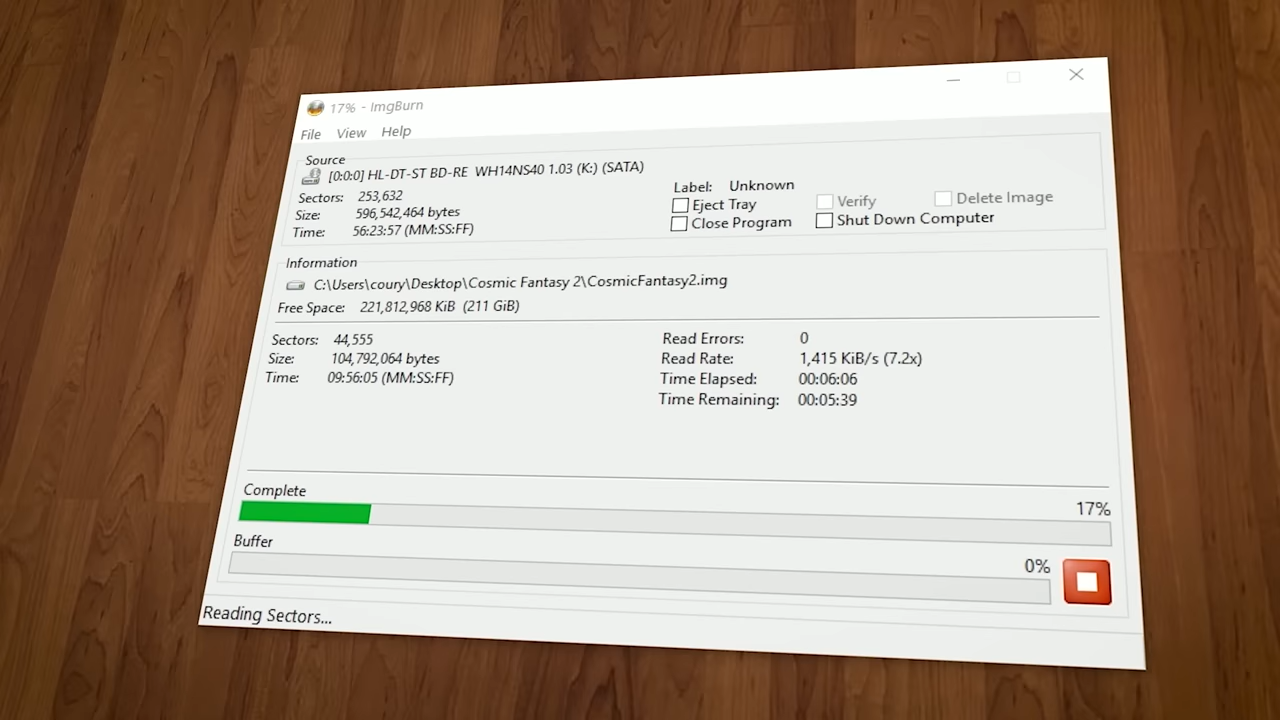 17% - ImgBurn
File View Help
Source
[0:0:0] HL-DT-ST BD-RE WH14NS40 1.03 (K:) (SATA)
Sectors: 253,632
Size: 596,542,464 bytes
Time: 56:23:57 (MM:SS:FF)
Label: Unknown
Eject Tray Verify Delete Image
Close Program Shut Down Computer
Information
C:\Users\coury\Desktop\Cosmic Fantasy 2\CosmicFantasy2.img
Free Space: 221,812,968 KiB (211 GiB)
Sectors: 44,555
Size: 104,792,064 bytes
Time: 09:56:05 (MM:SS:FF)
Read Errors: 0
Read Rate: 1,415 KiB/s (7.2x)
Time Elapsed: 00:06:06
Time Remaining: 00:05:39
Complete 17%
Buffer 0%
Reading Sectors...